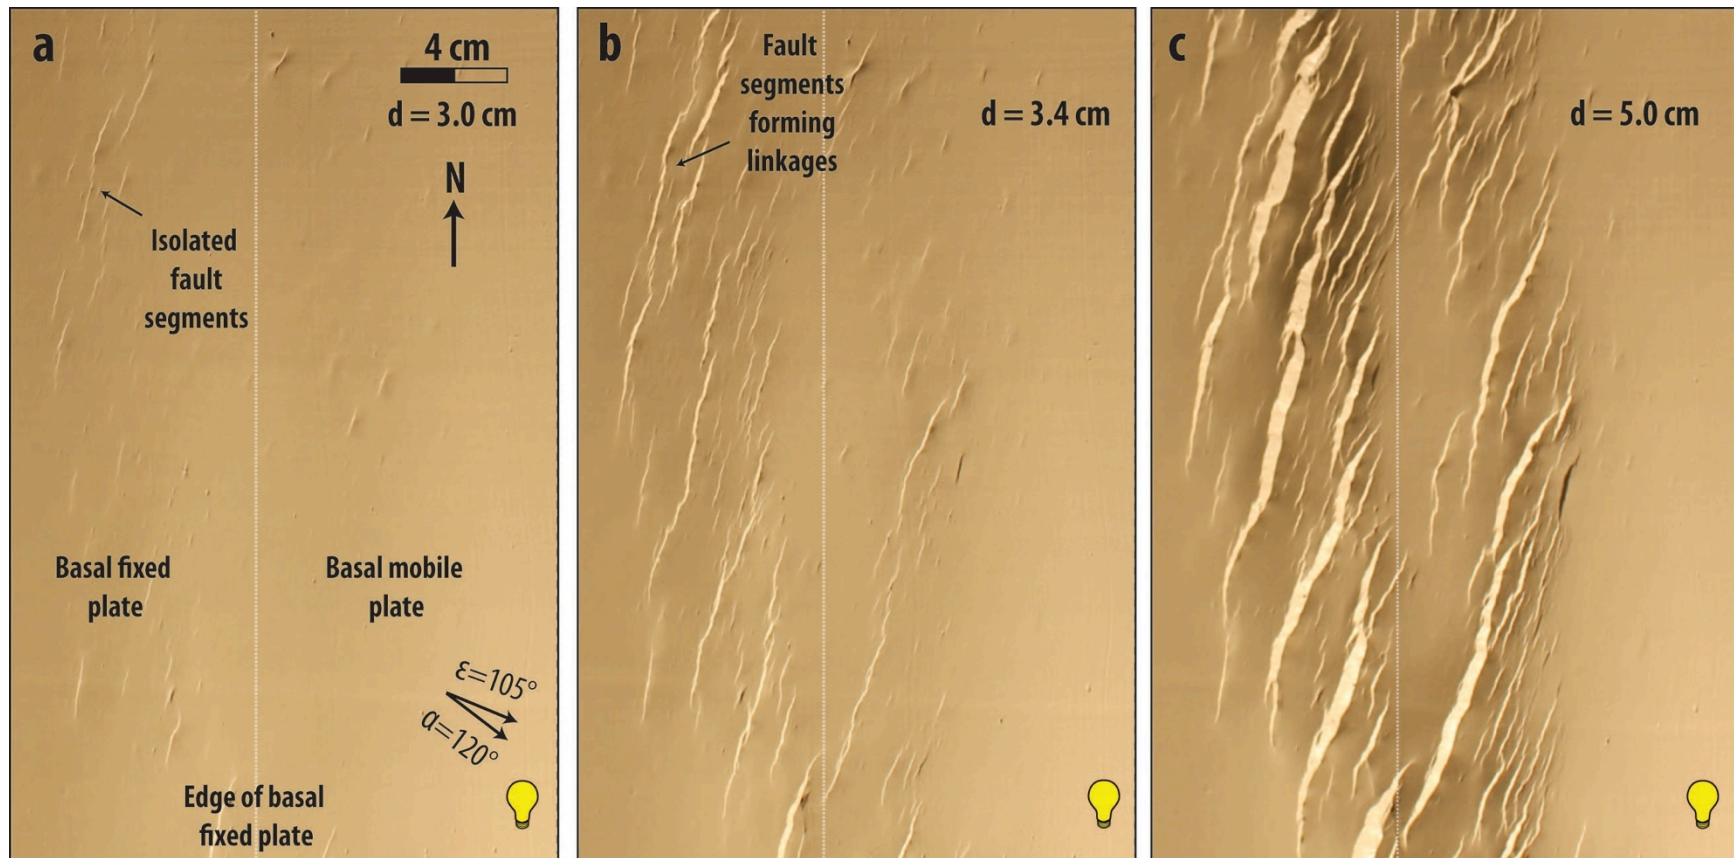 a
4 cm
d = 3.0 cm
N
Isolated
fault
segments
Basal fixed
plate
Basal mobile
plate
ε=105°
α=120°
Edge of basal
fixed plate
b
Fault
segments
forming
linkages
d = 3.4 cm
c
d = 5.0 cm